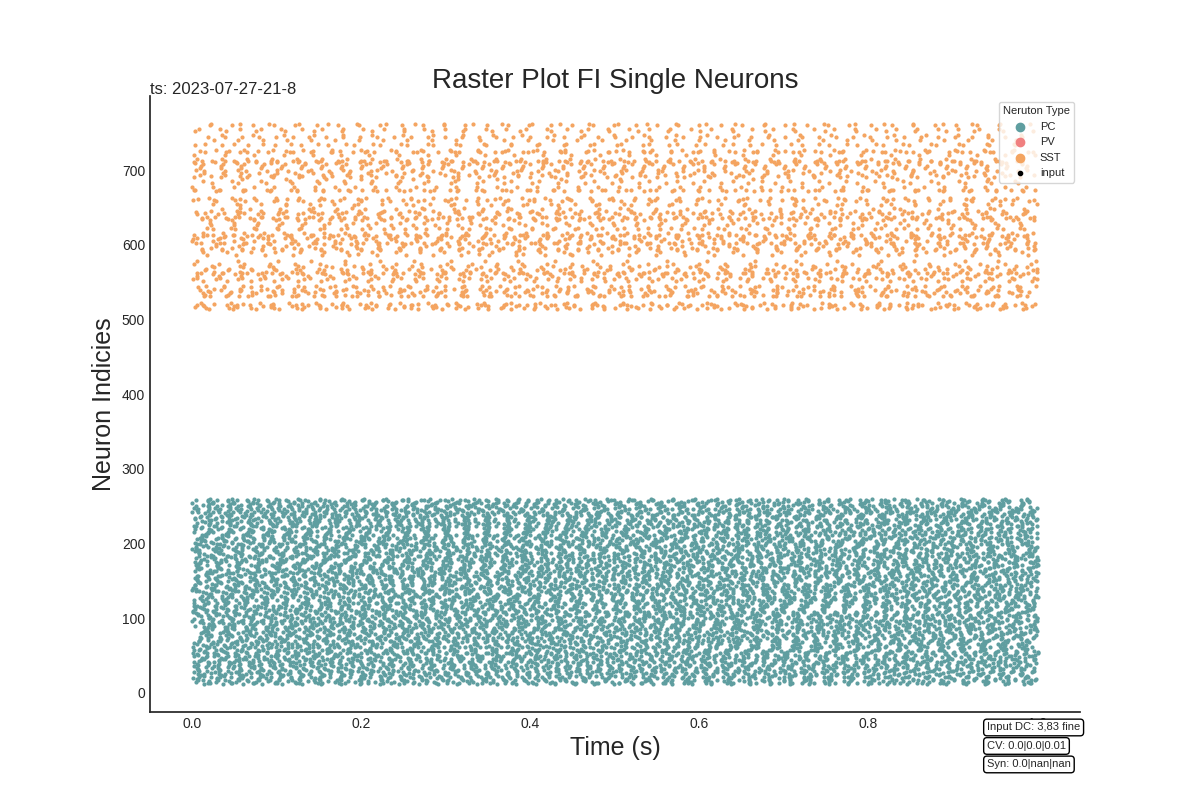 Raster Plot FI Single Neurons
ts: 2023-07-27-21-8
Neruton Type
PC
PV
SST
input
Neuron Indicies
700
600
500
400
300
200
100
0
0.0 0.2 0.4 0.6 0.8
Time (s)
Input DC: 3,83 fine
CV: 0.0|0.0|0.01
Syn: 0.0|nan|nan